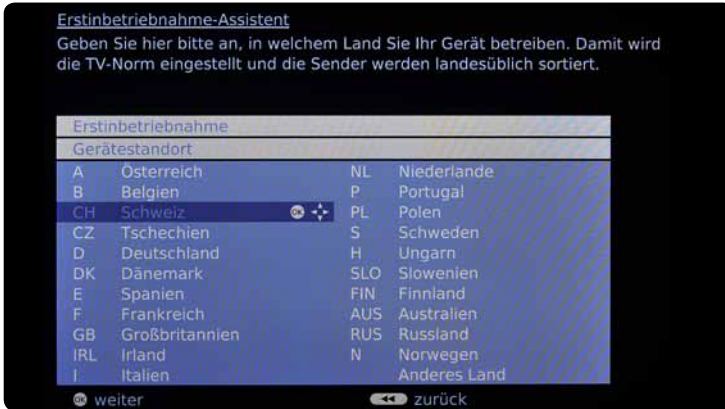 Erstinbetriebnahme-Assistent
Geben Sie hier bitte an, in welchem Land Sie Ihr Gerät betreiben. Damit wird
die TV-Norm eingestellt und die Sender werden landesüblich sortiert.
Erstinbetriebnahme
Gerätestandort
A Österreich
B Belgien
CH Schweiz OK
CZ Tschechien
D Deutschland
DK Dänemark
E Spanien
F Frankreich
GB Großbritannien
IRL Irland
I Italien
NL Niederlande
P Portugal
PL Polen
S Schweden
H Ungarn
SLO Slowenien
FIN Finnland
AUS Australien
RUS Russland
N Norwegen
Anderes Land
OK weiter
zurück